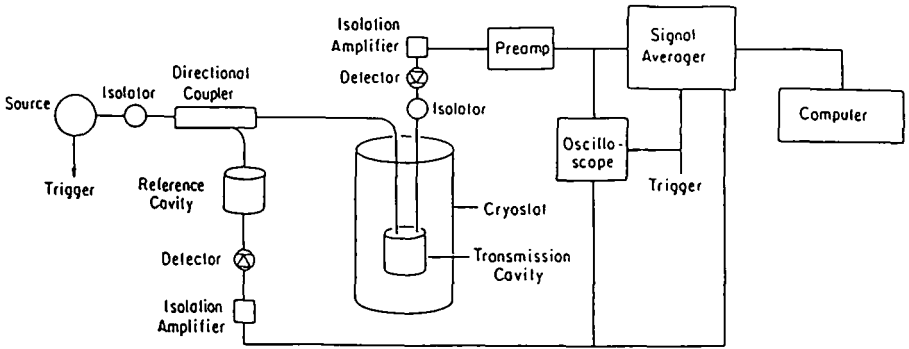 Source
Isolator
Directional
Coupler
Trigger
Reference
Cavity
Detector
Isolation
Amplifier
Isolation
Amplifier
Detector
Isolator
Preamp
Signal
Averager
Oscillo-
scope
Trigger
Computer
Cryostat
Transmission
Cavity